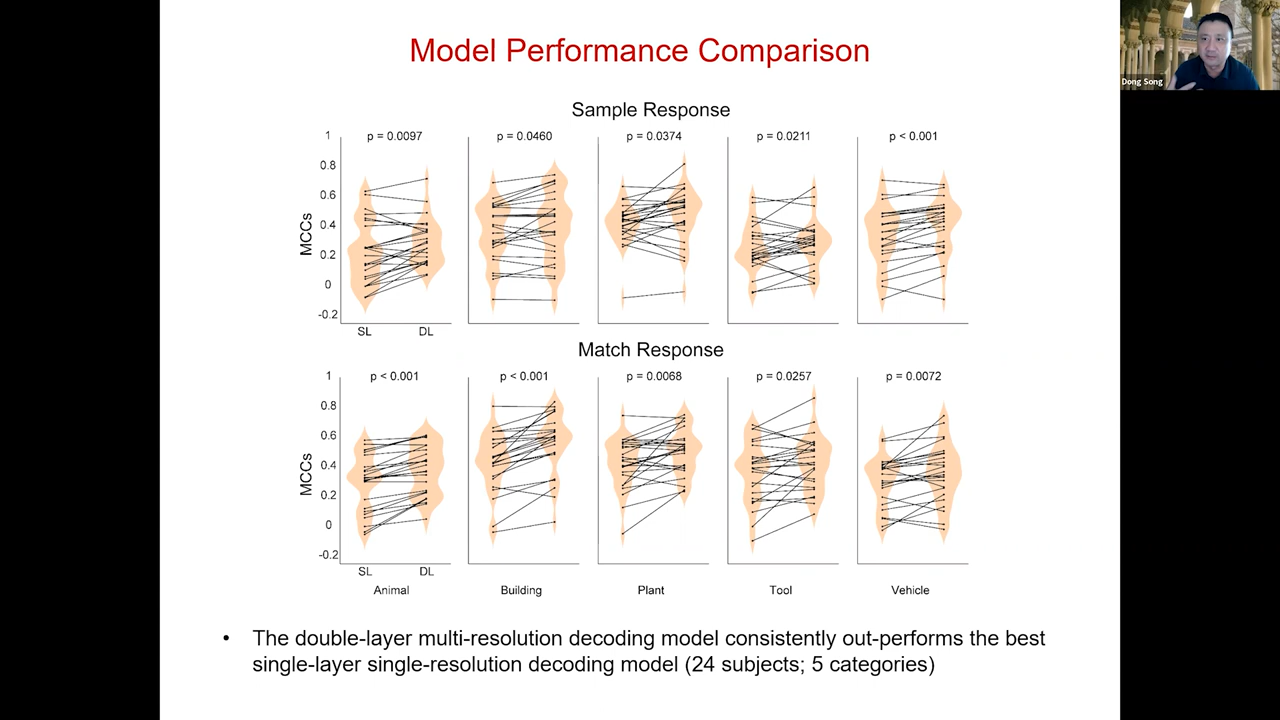 Model Performance Comparison
Dong Song
Sample Response
p = 0.0097 p = 0.0460 p = 0.0374 p = 0.0211 p < 0.001
1
0.8
0.6
0.4
0.2
0
-0.2
MCCs
SL DL
Match Response
p < 0.001 p < 0.001 p = 0.0068 p = 0.0257 p = 0.0072
1
0.8
0.6
0.4
0.2
0
-0.2
MCCs
SL DL
Animal Building Plant Tool Vehicle
• The double-layer multi-resolution decoding model consistently out-performs the best
single-layer single-resolution decoding model (24 subjects; 5 categories)